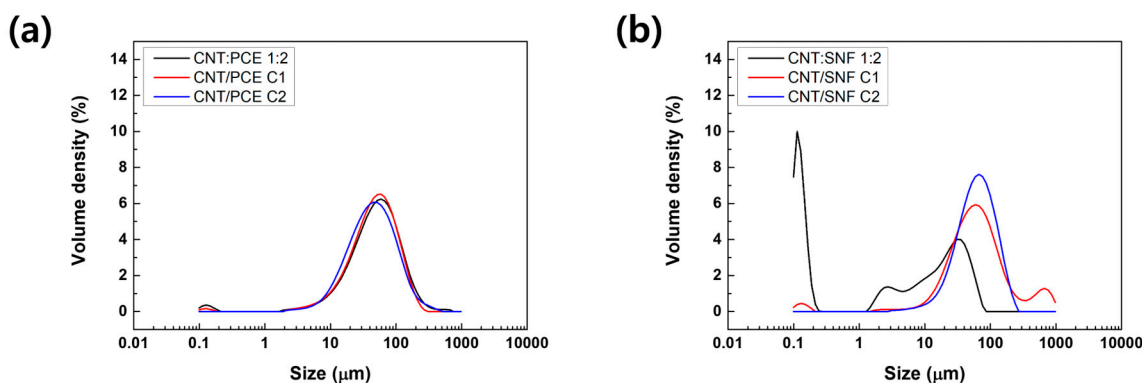 (a)
14
12
10
8
6
4
2
0
Volume density (%)
CNT:PCE 1:2
CNT/PCE C1
CNT/PCE C2
0.01 0.1 1 10 100 1000 10000
Size (μm)
(b)
14
12
10
8
6
4
2
0
Volume density (%)
CNT:SNF 1:2
CNT/SNF C1
CNT/SNF C2
0.01 0.1 1 10 100 1000 10000
Size (μm)